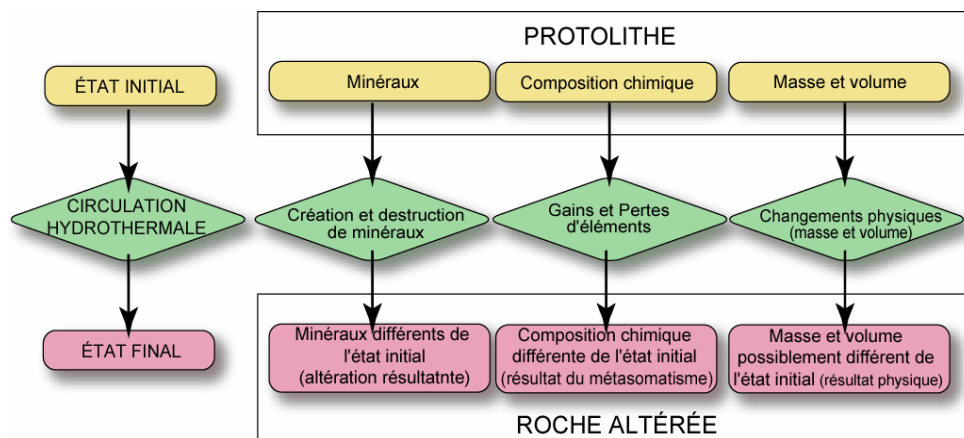 PROTOLITHE
ÉTAT INITIAL
Minéraux
Composition chimique
Masse et volume
CIRCULATION
HYDROTHERMALE
Création et destruction
de minéraux
Gains et Pertes
d'éléments
Changements physiques
(masse et volume)
ÉTAT FINAL
Minéraux différents de
l'état initial
(altération résultatnte)
Composition chimique
différente de l'état initial
(résultat du métasomatisme)
Masse et volume
possiblement différent de
l'état initial (résultat physique)
ROCHE ALTÉRÉE